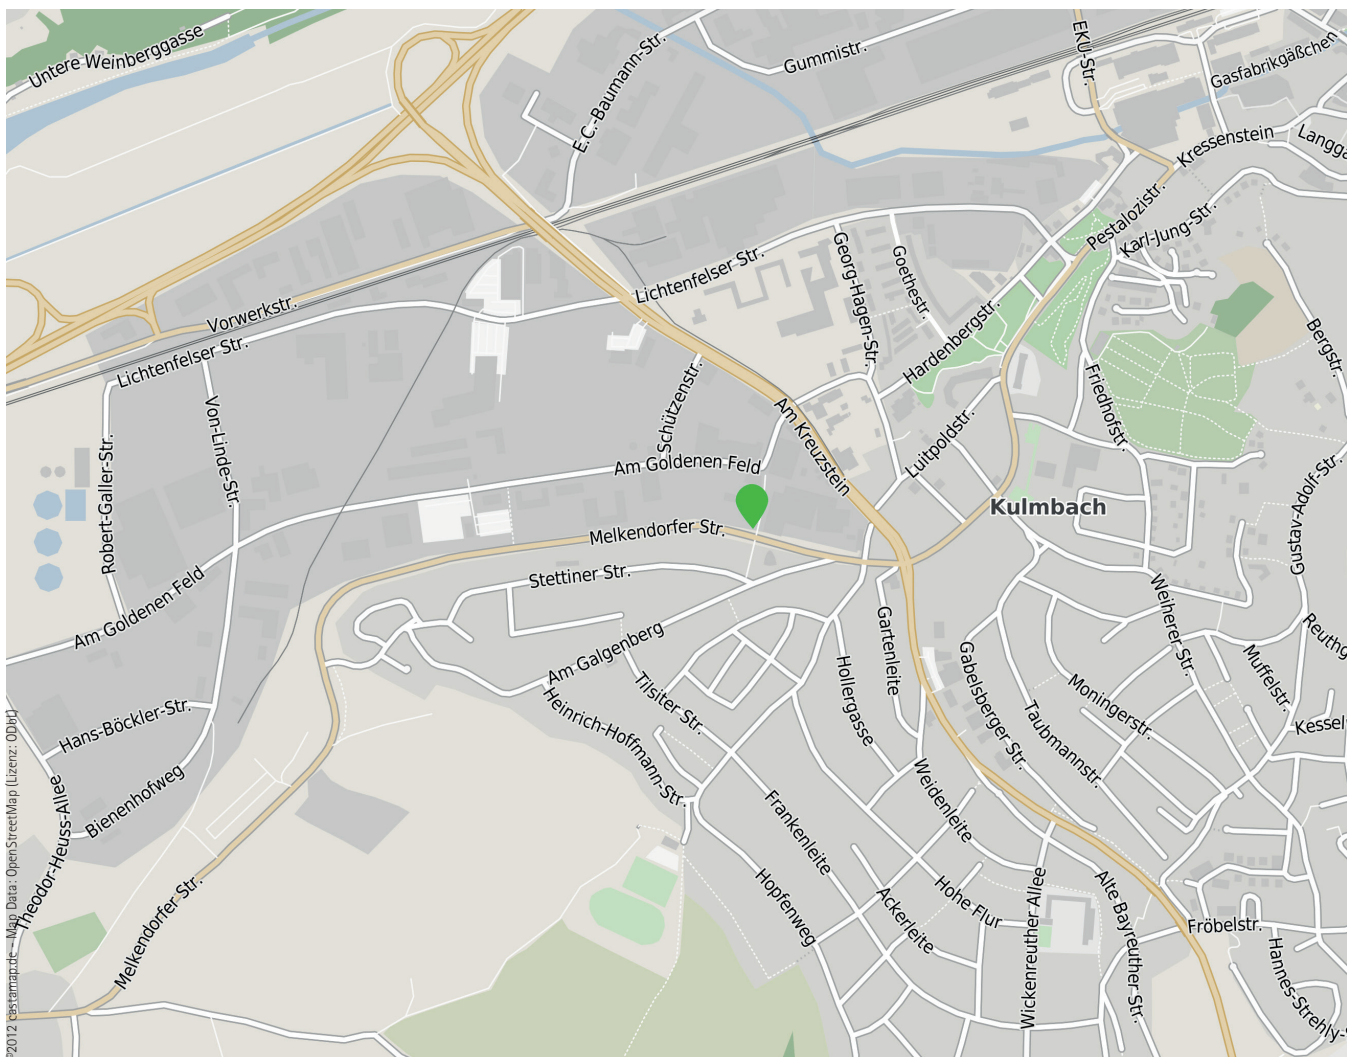 Untere Weinberggasse
E.C.-Baumann-Str.
Gummistr.
EKU-Str.
Gasfabrikgäßchen
Kressenstein
Langga
Pestalozistr.
Karl-Jung-Str.
Georg-Hagen-Str.
Goethestr.
Lichtenfelser Str.
Vorwerkstr.
Lichtenfelser Str.
Hardenbergstr.
Bergstr.
Schützenstr.
Am Kreuzstein
Friedhofstr.
Von-Linde-Str.
Robert-Galler-Str.
Luitpoldstr.
Am Goldenen Feld
Gustav-Adolf-Str.
Kulmbach
Melkendorfer Str.
Stettiner Str.
Am Goldenen Feld
Weiherer Str.
Gartenleite
Reuthg
Am Galgenberg
Hollergasse
Gabelsberger Str.
Muffelstr.
Moningerstr.
Tilsiter Str.
Taubmannstr.
Kessel
Heinrich-Hoffmann-Str.
Hans-Böckler-Str.
Bienenhofweg
Theodor-Heuss-Allee
Weidenleite
Frankenleite
Hopfenweg
Ackerleite
Hohe Flur
Wickenreuther Allee
Alte Bayreuther-Str.
Fröbelstr.
Hannes-Strehly-S
Melkendorfer Str.
©2012 castamap.de - Map Data: OpenStreetMap (Lizenz: ODbL)